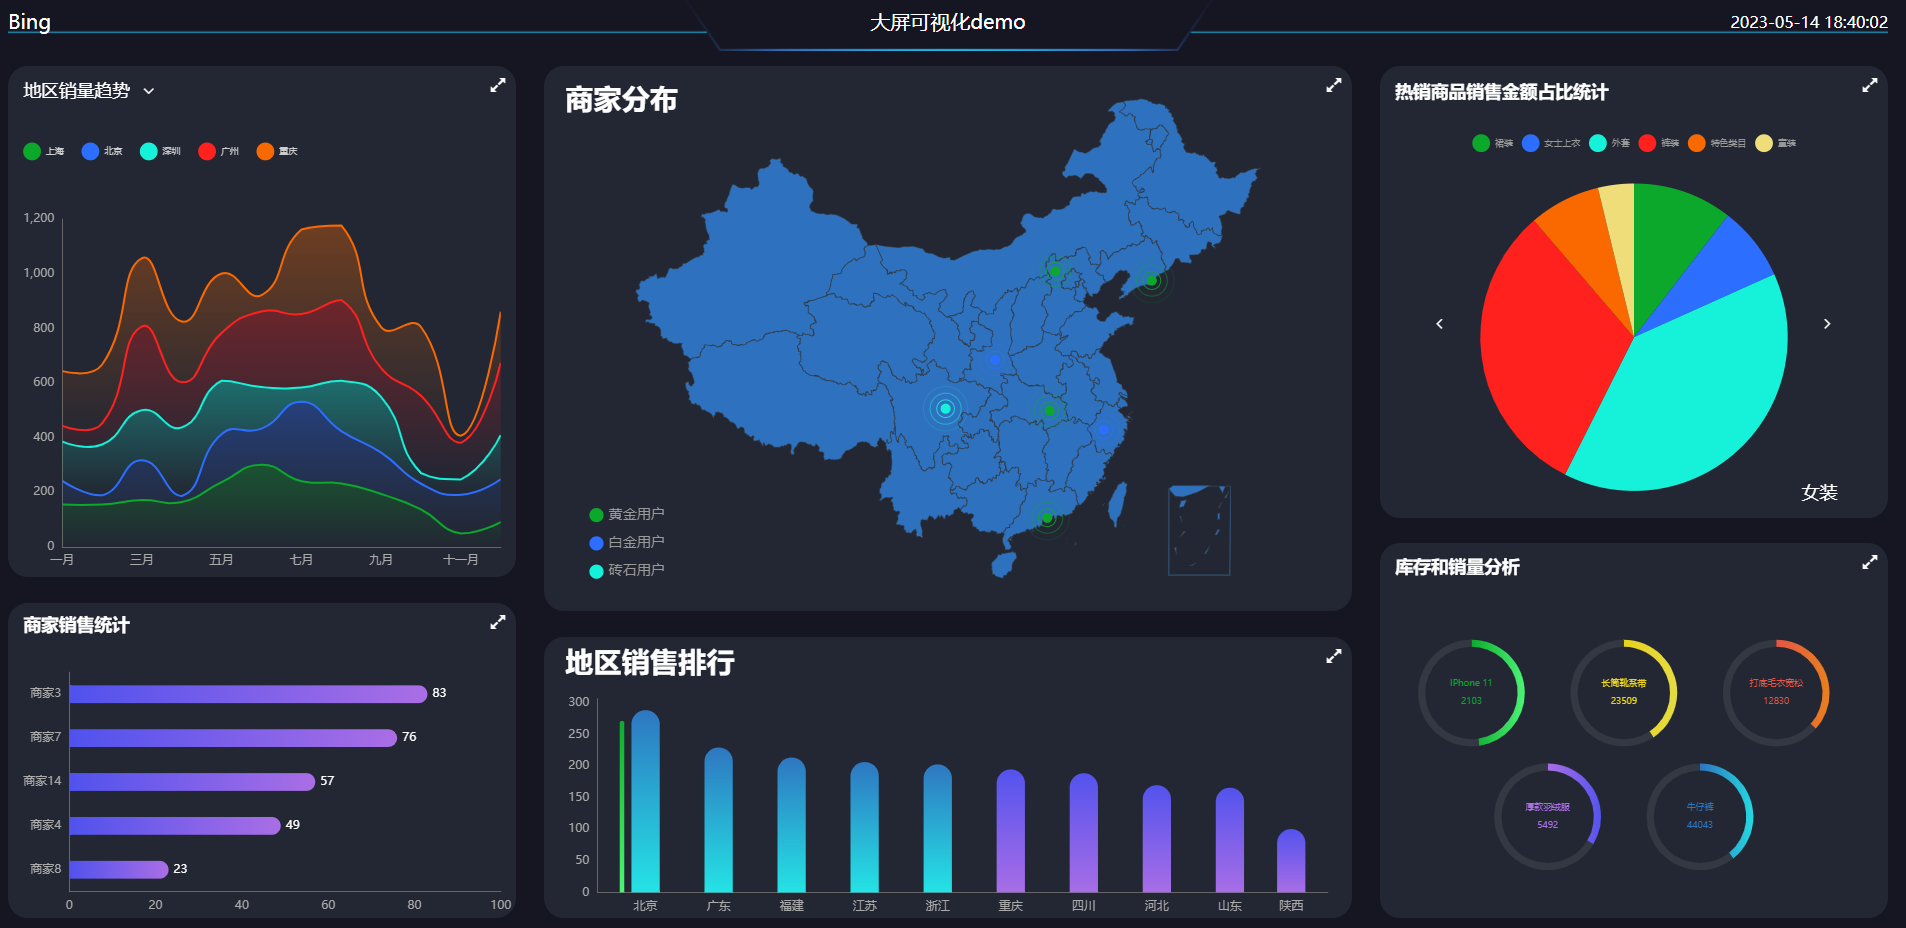 Bing
大屏可视化demo
2023-05-14 18:40:02
地区销量趋势
上海 北京 深圳 广州 重庆
1,200
1,000
800
600
400
200
0
一月 三月 五月 七月 九月 十一月
商家销售统计
商家3 83
商家7 76
商家14 57
商家4 49
商家8 23
0 20 40 60 80 100
商家分布
黄金用户
白金用户
砖石用户
地区销售排行
300
250
200
150
100
50
0
北京 广东 福建 江苏 浙江 重庆 四川 河北 山东 陕西
热销商品销售金额占比统计
裙装 女士上衣 外套 裤装 特色类目 童装
女装
库存和销量分析
IPhone 11
2103
长筒靴系带
23509
打底毛衣宽松
12830
厚款羽绒服
5492
牛仔裤
44043